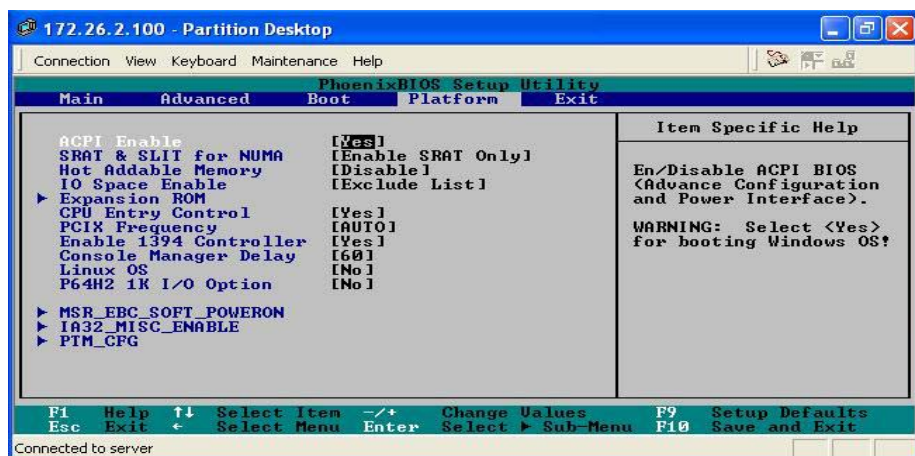 172.26.2.100 - Partition Desktop
Connection View Keyboard Maintenance Help
PhoenixBIOS Setup Utility
Main Advanced Boot Platform Exit
ACPI Enable [Yes]
SRAT & SLIT for NUMA [Enable SRAT Only]
Hot Addable Memory [Disable]
IO Space Enable [Exclude List]
► Expansion ROM
CPU Entry Control [Yes]
PCIX Frequency [AUTO]
Enable 1394 Controller [Yes]
Console Manager Delay [60]
Linux OS [No]
P64H2 1K I/O Option [No]
► MSR_EBC_SOFT_POWERON
► IA32_MISC_ENABLE
► PTM_CFG
Item Specific Help
En/Disable ACPI BIOS
<Advance Configuration
and Power Interface>.
WARNING: Select <Yes>
for booting Windows OS!
F1 Help ↑↓ Select Item -/+ Change Values F9 Setup Defaults
Esc Exit ← Select Menu Enter Select ► Sub-Menu F10 Save and Exit
Connected to server